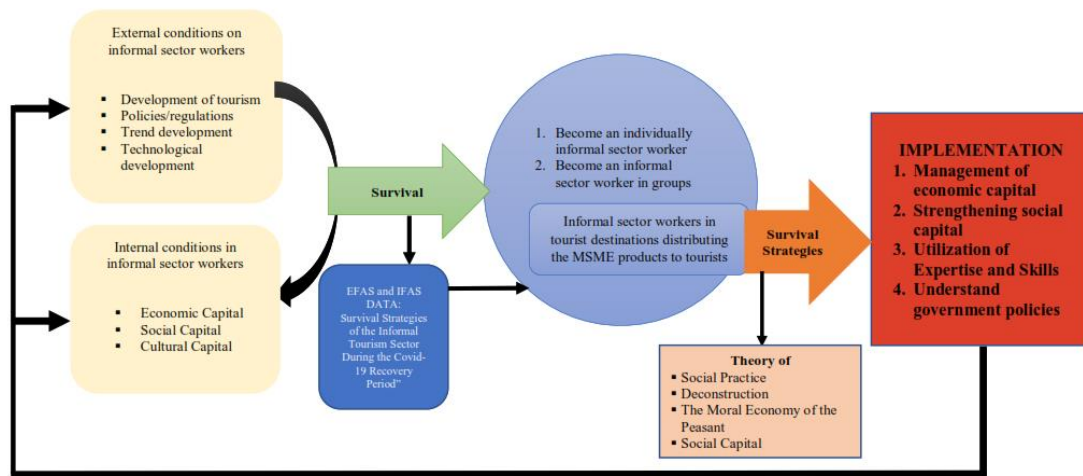 External conditions on
informal sector workers
▪ Development of tourism
▪ Policies/regulations
▪ Trend development
▪ Technological
development
Internal conditions in
informal sector workers
▪ Economic Capital
▪ Social Capital
▪ Cultural Capital
Survival
EFAS and IFAS
DATA:
Survival Strategies
of the Informal
Tourism Sector
During the Covid-
19 Recovery
Period”
1. Become an individually
informal sector worker
2. Become an informal
sector worker in groups
Informal sector workers in
tourist destinations distributing
the MSME products to tourists
Survival
Strategies
Theory of
▪ Social Practice
▪ Deconstruction
▪ The Moral Economy of the
Peasant
▪ Social Capital
IMPLEMENTATION
1. Management of
economic capital
2. Strengthening social
capital
3. Utilization of
Expertise and Skills
4. Understand
government policies